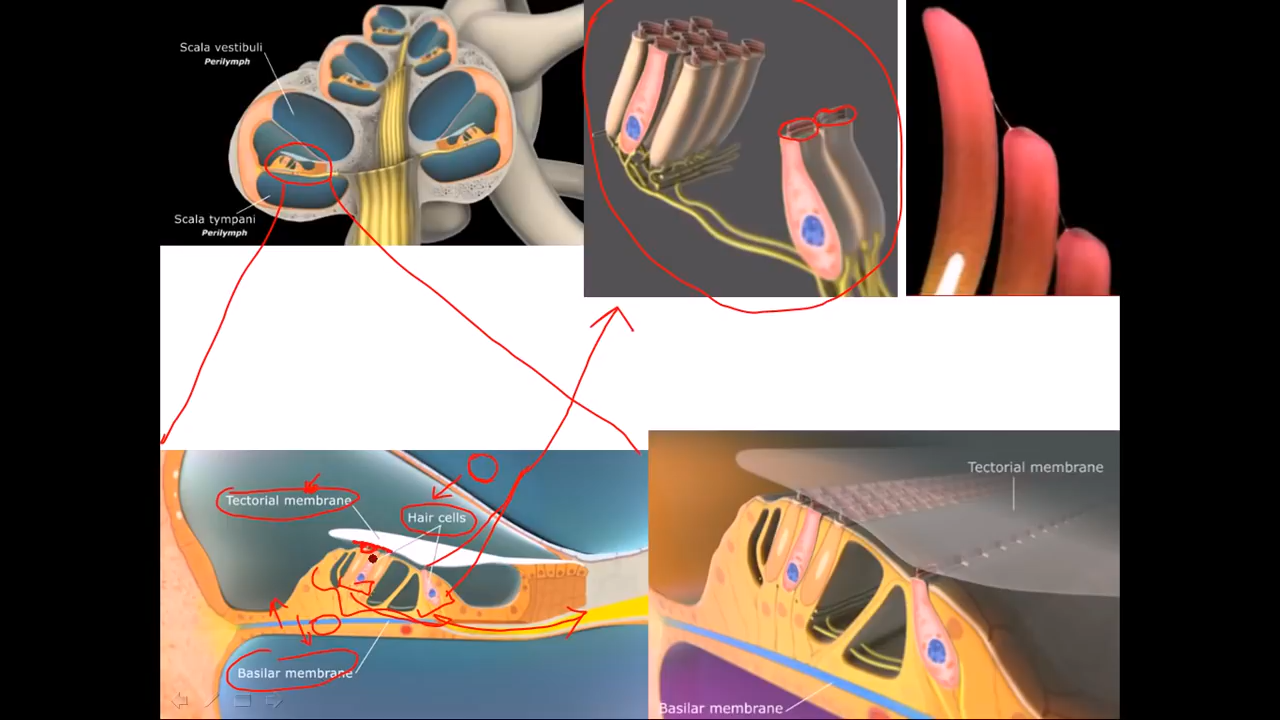 Scala vestibuli
Perilymph
Scala tympani
Perilymph
Tectorial membrane
Hair cells
Basilar membrane
Tectorial membrane
Basilar membrane